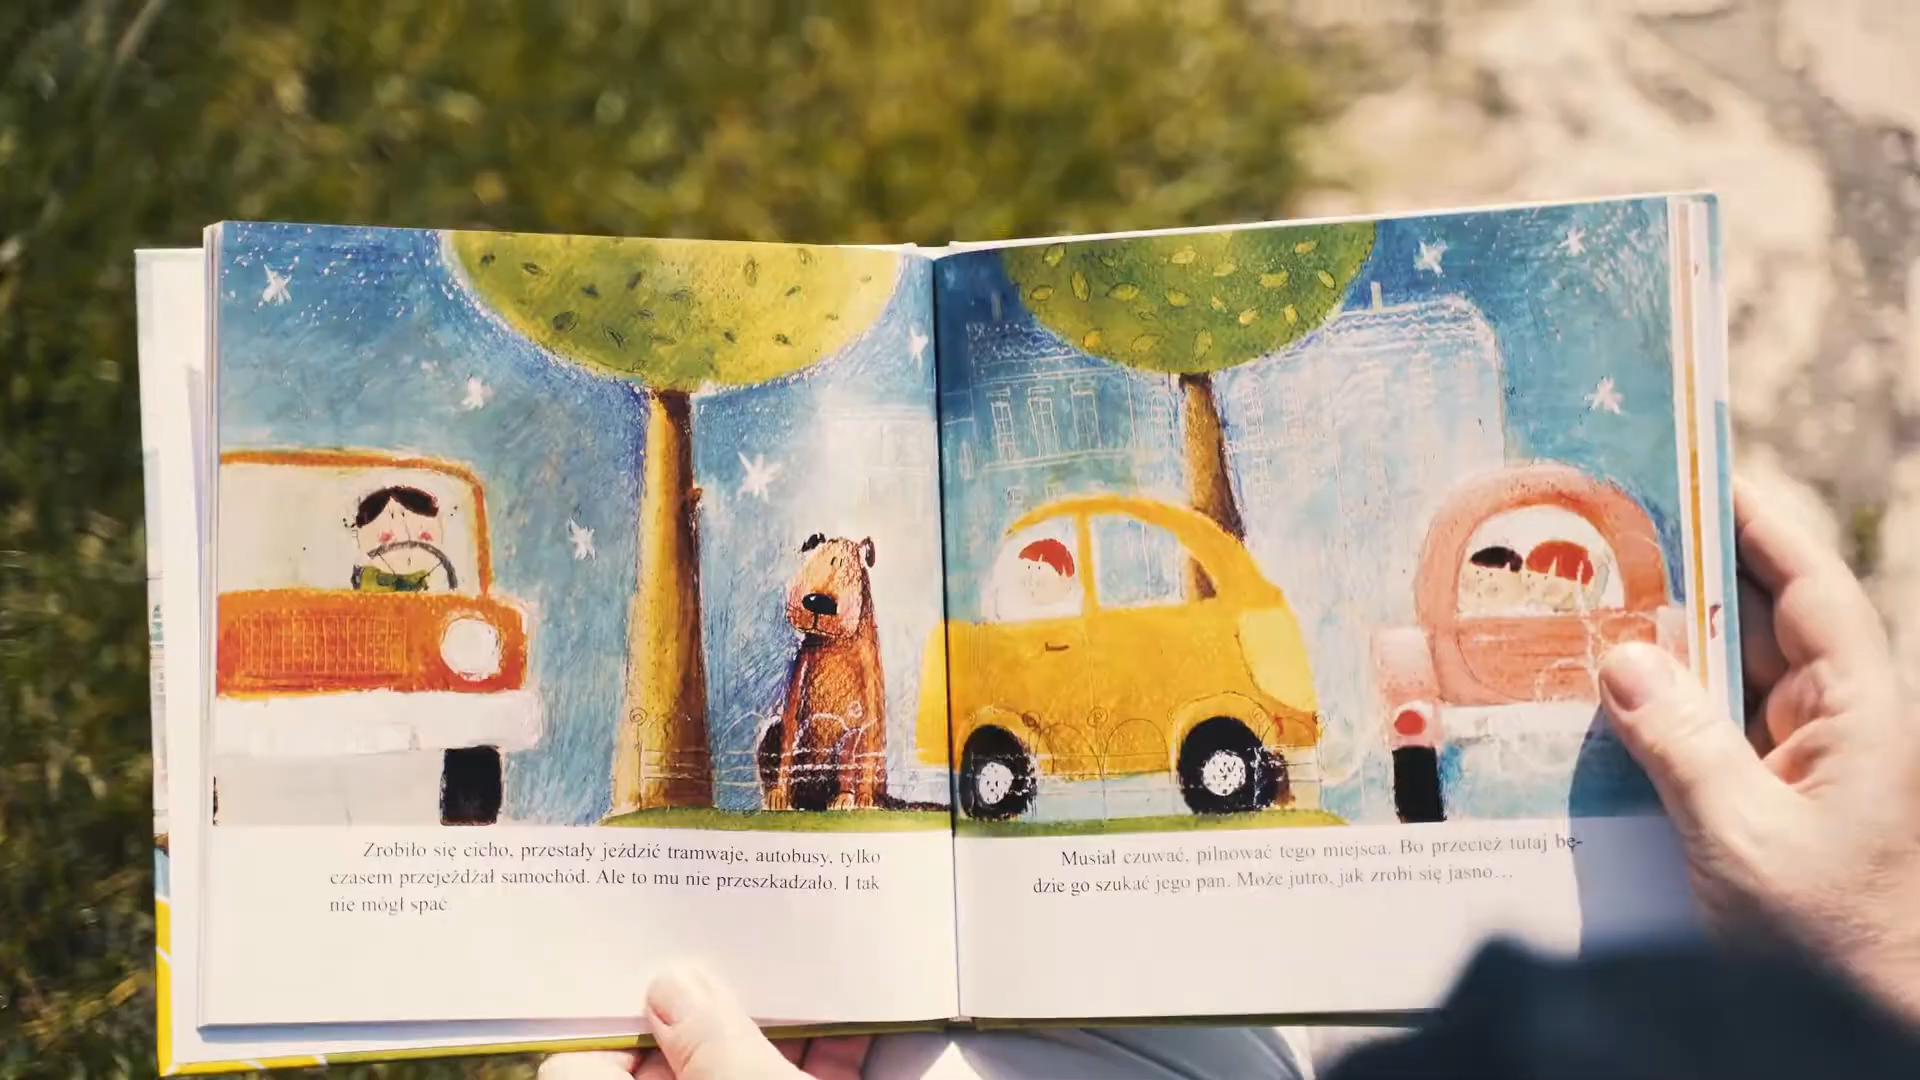 Zrobiło się cicho, przestały jeździć tramwaje, autobusy, tylko
czasem przejeżdżał samochód. Ale to mu nie przeszkadzało. I tak
nie mógł spać.
Musiał czuwać, pilnować tego miejsca. Bo przecież tutaj bę-
dzie go szukać jego pan. Może jutro, jak zrobi się jasno…